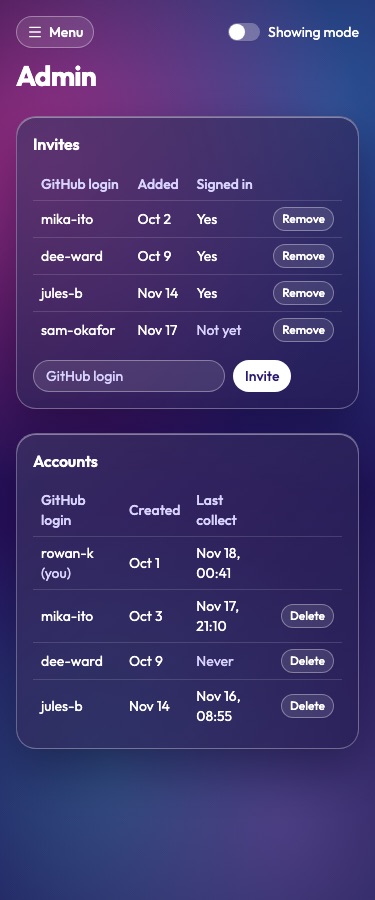 Menu
Showing mode
Admin
Invites
GitHub login Added Signed in
mika-ito Oct 2 Yes Remove
dee-ward Oct 9 Yes Remove
jules-b Nov 14 Yes Remove
sam-okafor Nov 17 Not yet Remove
GitHub login Invite
Accounts
GitHub login Created Last collect
rowan-k (you) Oct 1 Nov 18, 00:41
mika-ito Oct 3 Nov 17, 21:10 Delete
dee-ward Oct 9 Never Delete
jules-b Nov 14 Nov 16, 08:55 Delete